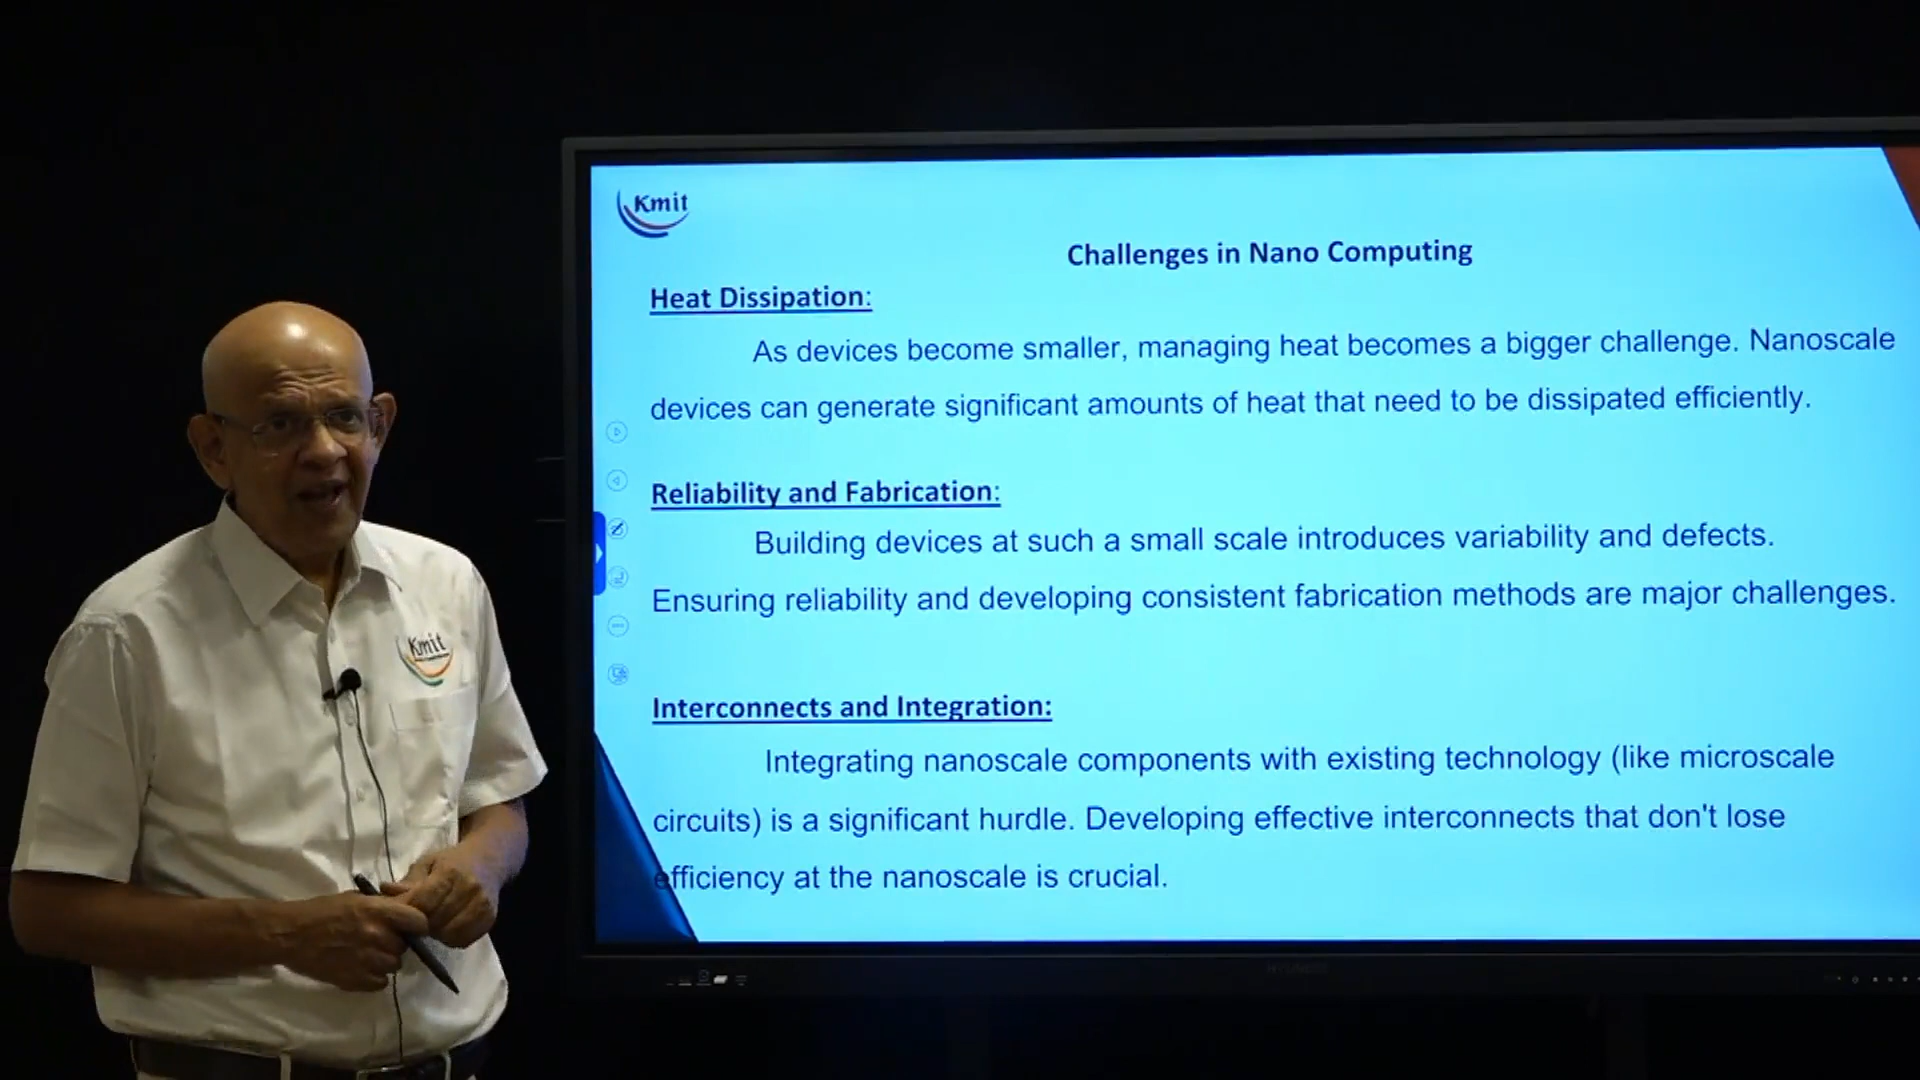 Kmit
Challenges in Nano Computing
Heat Dissipation:
As devices become smaller, managing heat becomes a bigger challenge. Nanoscale
devices can generate significant amounts of heat that need to be dissipated efficiently.
Reliability and Fabrication:
Building devices at such a small scale introduces variability and defects.
Ensuring reliability and developing consistent fabrication methods are major challenges.
Interconnects and Integration:
Integrating nanoscale components with existing technology (like microscale
circuits) is a significant hurdle. Developing effective interconnects that don't lose
efficiency at the nanoscale is crucial.
Kmit